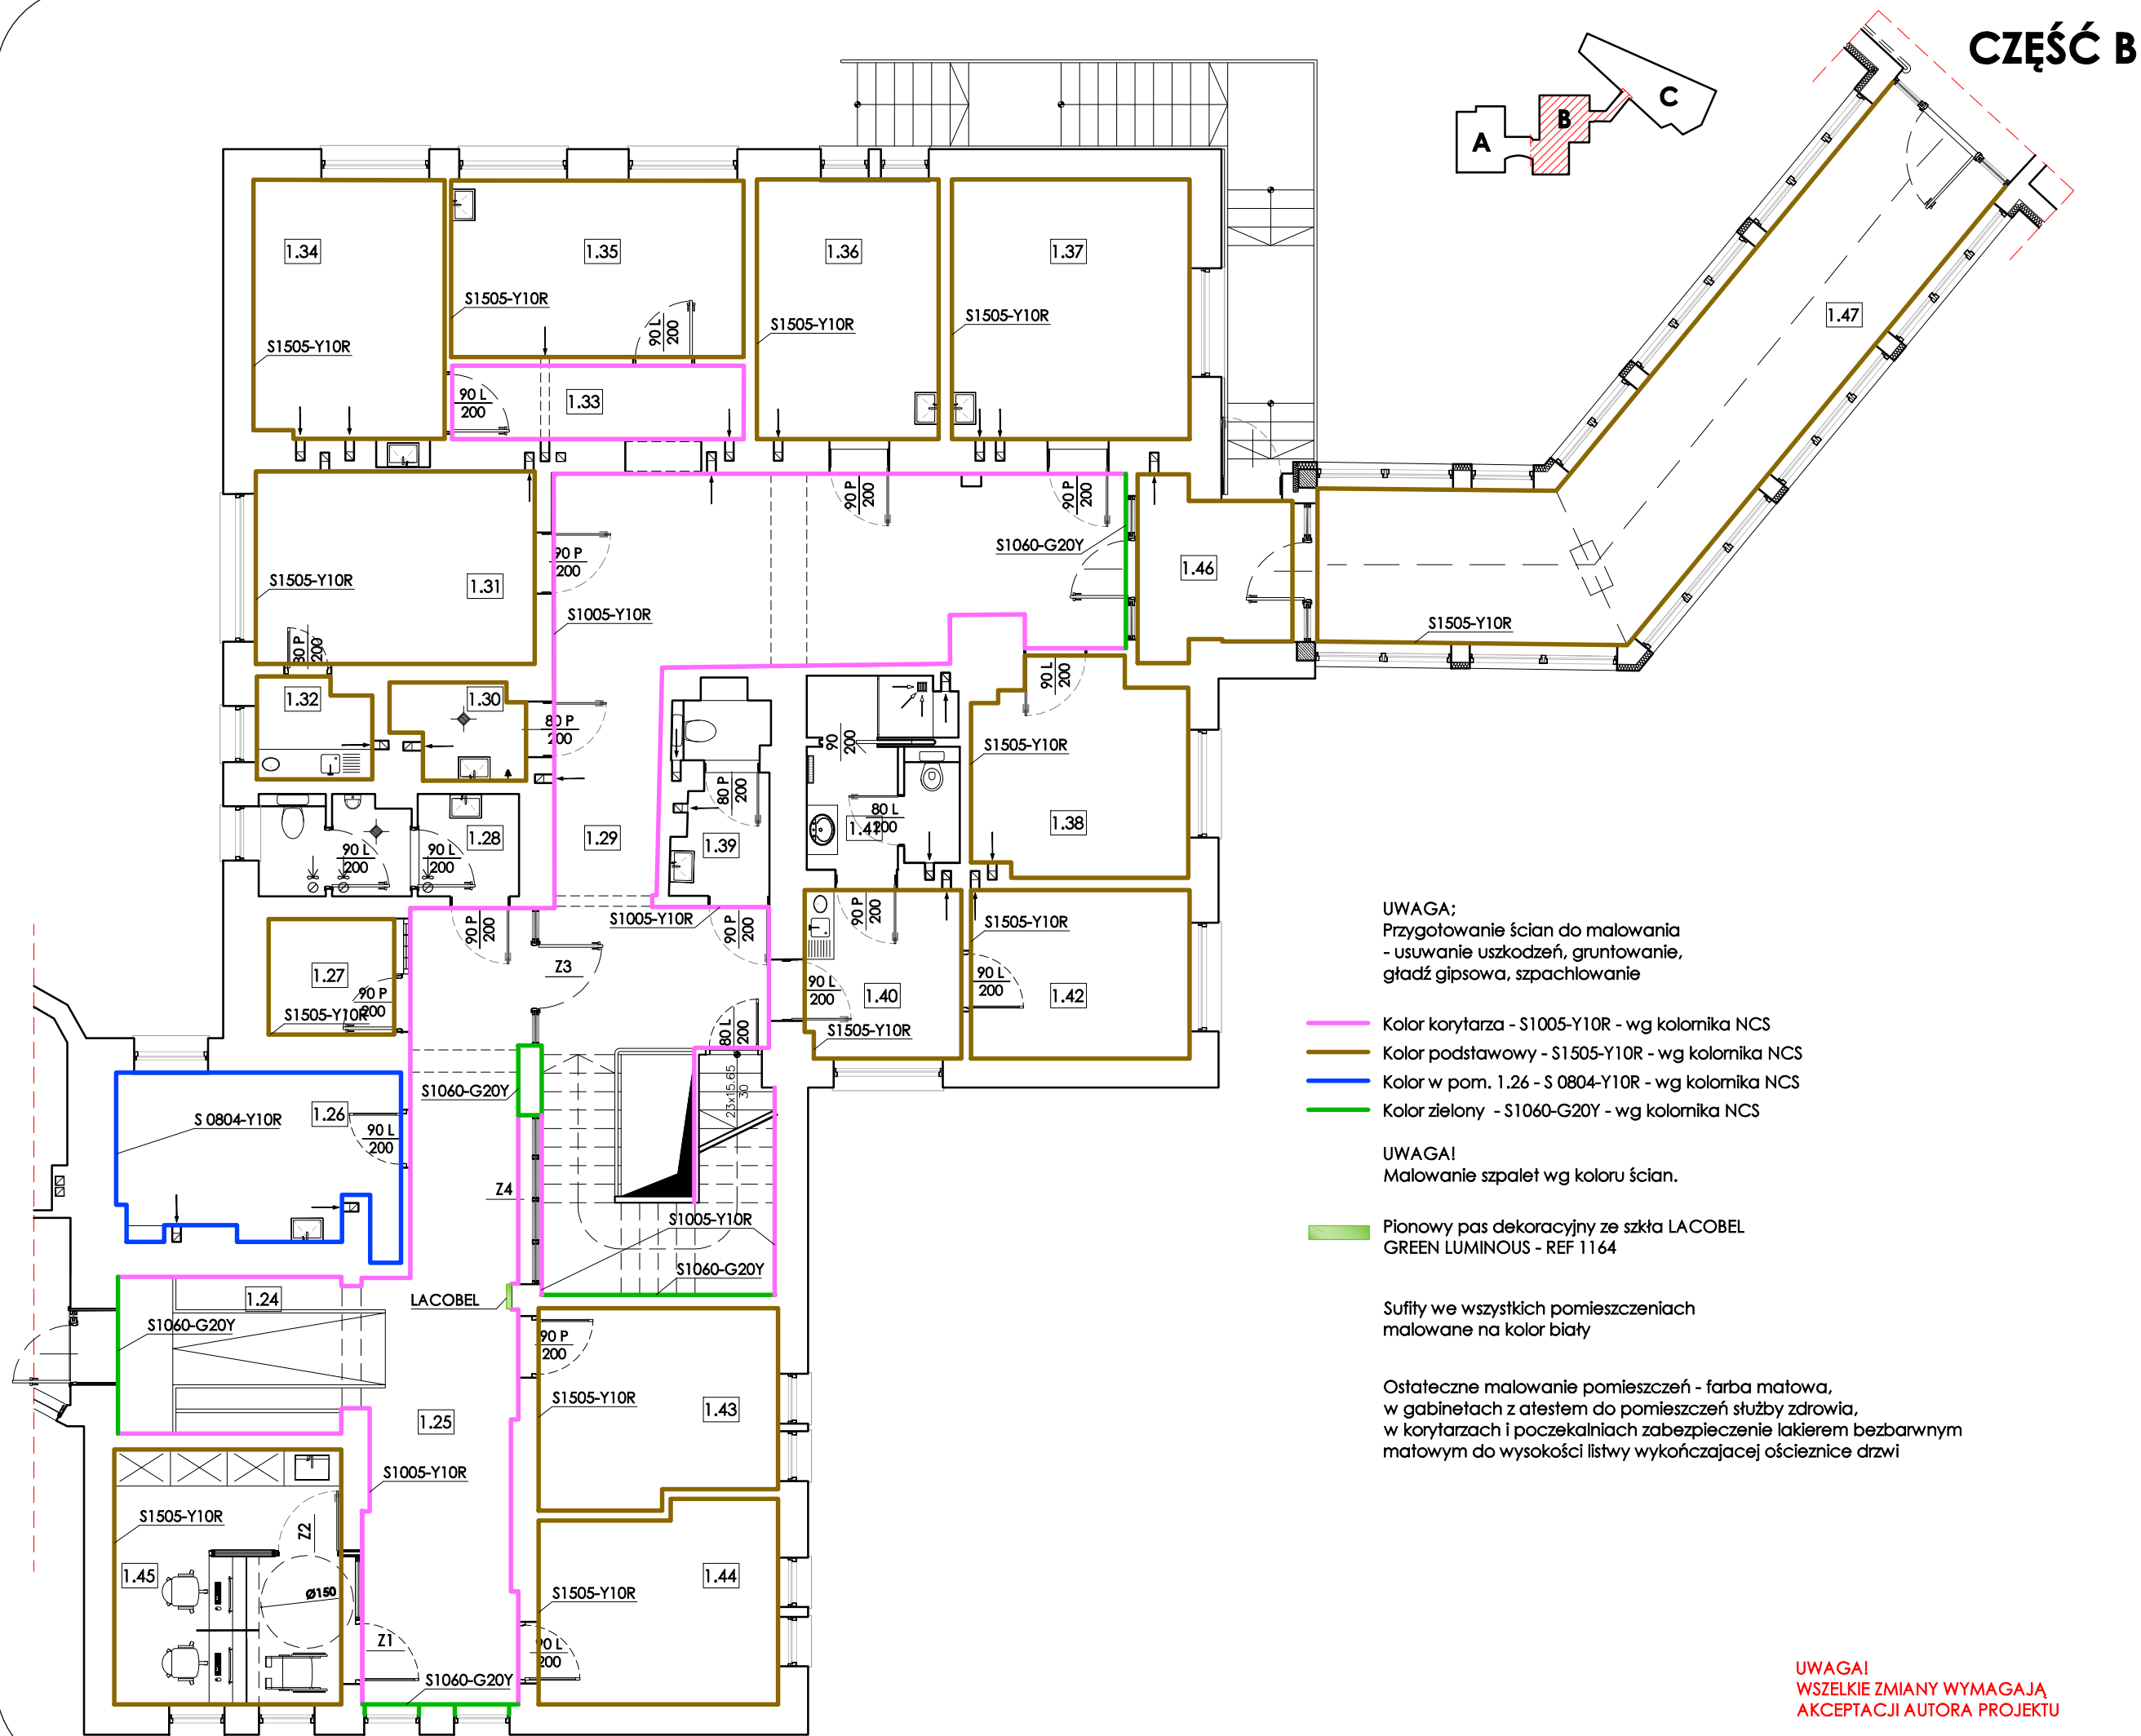 CZĘŚĆ B
A
B
C
1.34
1.35
1.36
1.37
1.47
S1505-Y10R
S1505-Y10R
S1505-Y10R
S1505-Y10R
90 L
200
90 L
200
1.33
90 P
200
90 P
200
S1060-G20Y
1.46
S1505-Y10R
1.31
90 P
200
S1005-Y10R
S1505-Y10R
80 P
200
1.32
1.30
80 P
200
90 L
200
S1505-Y10R
90
200
80 P
200
80 L
200
1.41
1.38
1.28
1.29
1.39
90 L
200
90 L
200
S1005-Y10R
90 P
200
90 P
200
90 P
200
S1505-Y10R
Z3
1.27
90 P
200
S1505-Y10R
90 L
200
1.40
S1505-Y10R
90 L
200
1.42
80 L
200
23x15.65
30
S1060-G20Y
S 0804-Y10R
1.26
90 L
200
Z4
S1005-Y10R
S1060-G20Y
LACOBEL
1.24
S1060-G20Y
90 P
200
S1505-Y10R
1.43
1.25
S1005-Y10R
S1505-Y10R
Z2
1.45
Ø150
S1505-Y10R
1.44
Z1
90 L
200
S1060-G20Y
UWAGA;
Przygotowanie ścian do malowania
- usuwanie uszkodzeń, gruntowanie,
gładź gipsowa, szpachlowanie
Kolor korytarza - S1005-Y10R - wg kolornika NCS
Kolor podstawowy - S1505-Y10R - wg kolornika NCS
Kolor w pom. 1.26 - S 0804-Y10R - wg kolornika NCS
Kolor zielony - S1060-G20Y - wg kolornika NCS
UWAGA!
Malowanie szpalet wg koloru ścian.
Pionowy pas dekoracyjny ze szkła LACOBEL
GREEN LUMINOUS - REF 1164
Sufity we wszystkich pomieszczeniach
malowane na kolor biały
Ostateczne malowanie pomieszczeń - farba matowa,
w gabinetach z atestem do pomieszczeń służby zdrowia,
w korytarzach i poczekalniach zabezpieczenie lakierem bezbarwnym
matowym do wysokości listwy wykończajacej ościeznice drzwi
UWAGA!
WSZELKIE ZMIANY WYMAGAJĄ
AKCEPTACJI AUTORA PROJEKTU